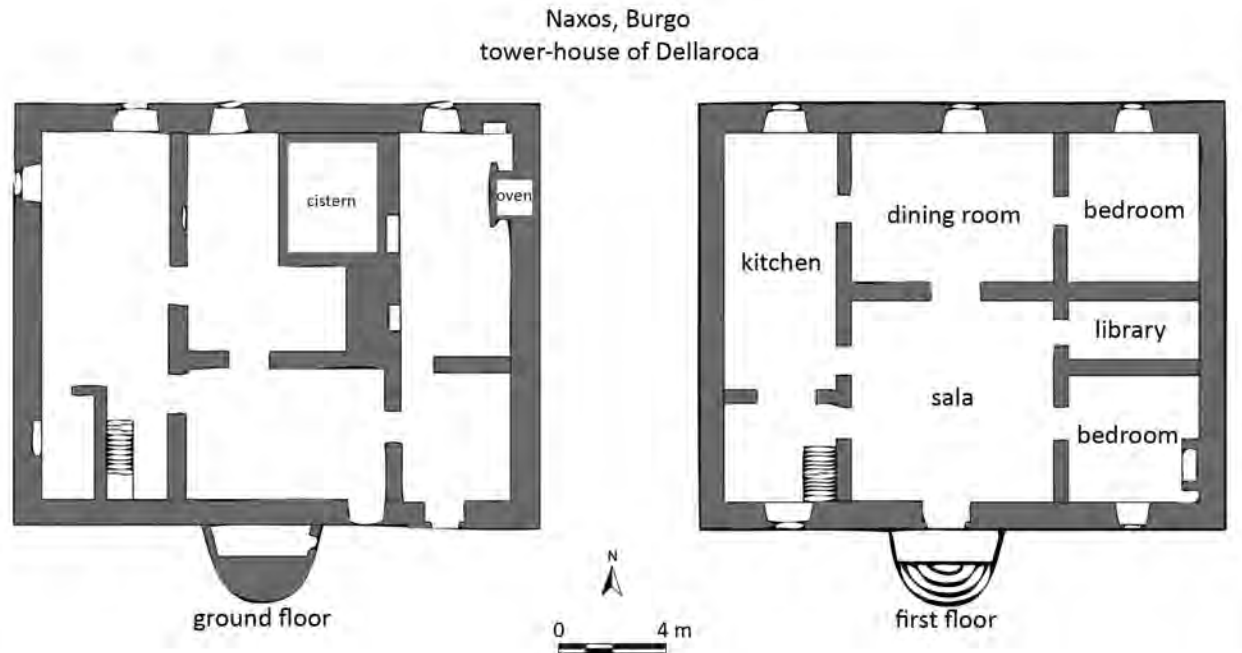 Naxos, Burgo
tower-house of Dellaroca
cistern
oven
ground floor
kitchen
dining room
bedroom
library
sala
bedroom
first floor
N
0 4 m